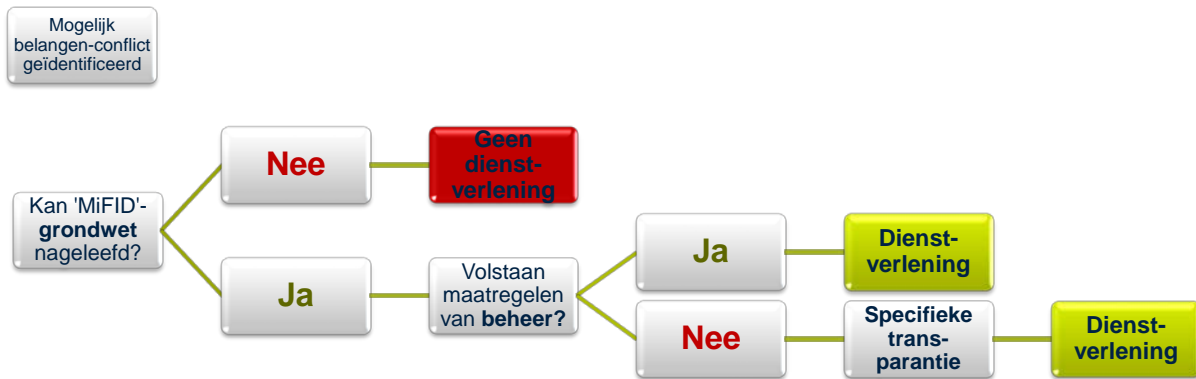 Mogelijk
belangen-conflict
geïdentificeerd
Kan 'MiFID'-
grondwet
nageleefd?
Nee
Geen
dienst-
verlening
Ja
Volstaan
maatregelen
van beheer?
Ja
Dienst-
verlening
Nee
Specifieke
trans-
parantie
Dienst-
verlening